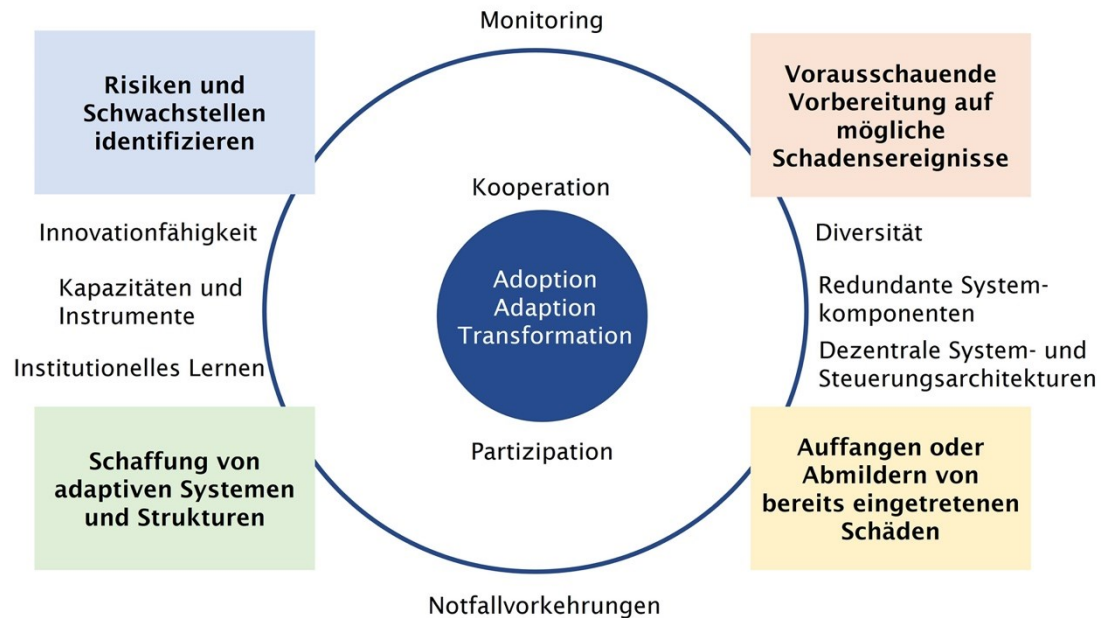 Monitoring
Risiken und
Schwachstellen
identifizieren
Vorausschauende
Vorbereitung auf
mögliche
Schadensereignisse
Kooperation
Innovationfähigkeit
Kapazitäten und
Instrumente
Institutionelles Lernen
Adoption
Adaption
Transformation
Diversität
Redundante System-
komponenten
Dezentrale System- und
Steuerungsarchitekturen
Partizipation
Schaffung von
adaptiven Systemen
und Strukturen
Auffangen oder
Abmildern von
bereits eingetretenen
Schäden
Notfallvorkehrungen